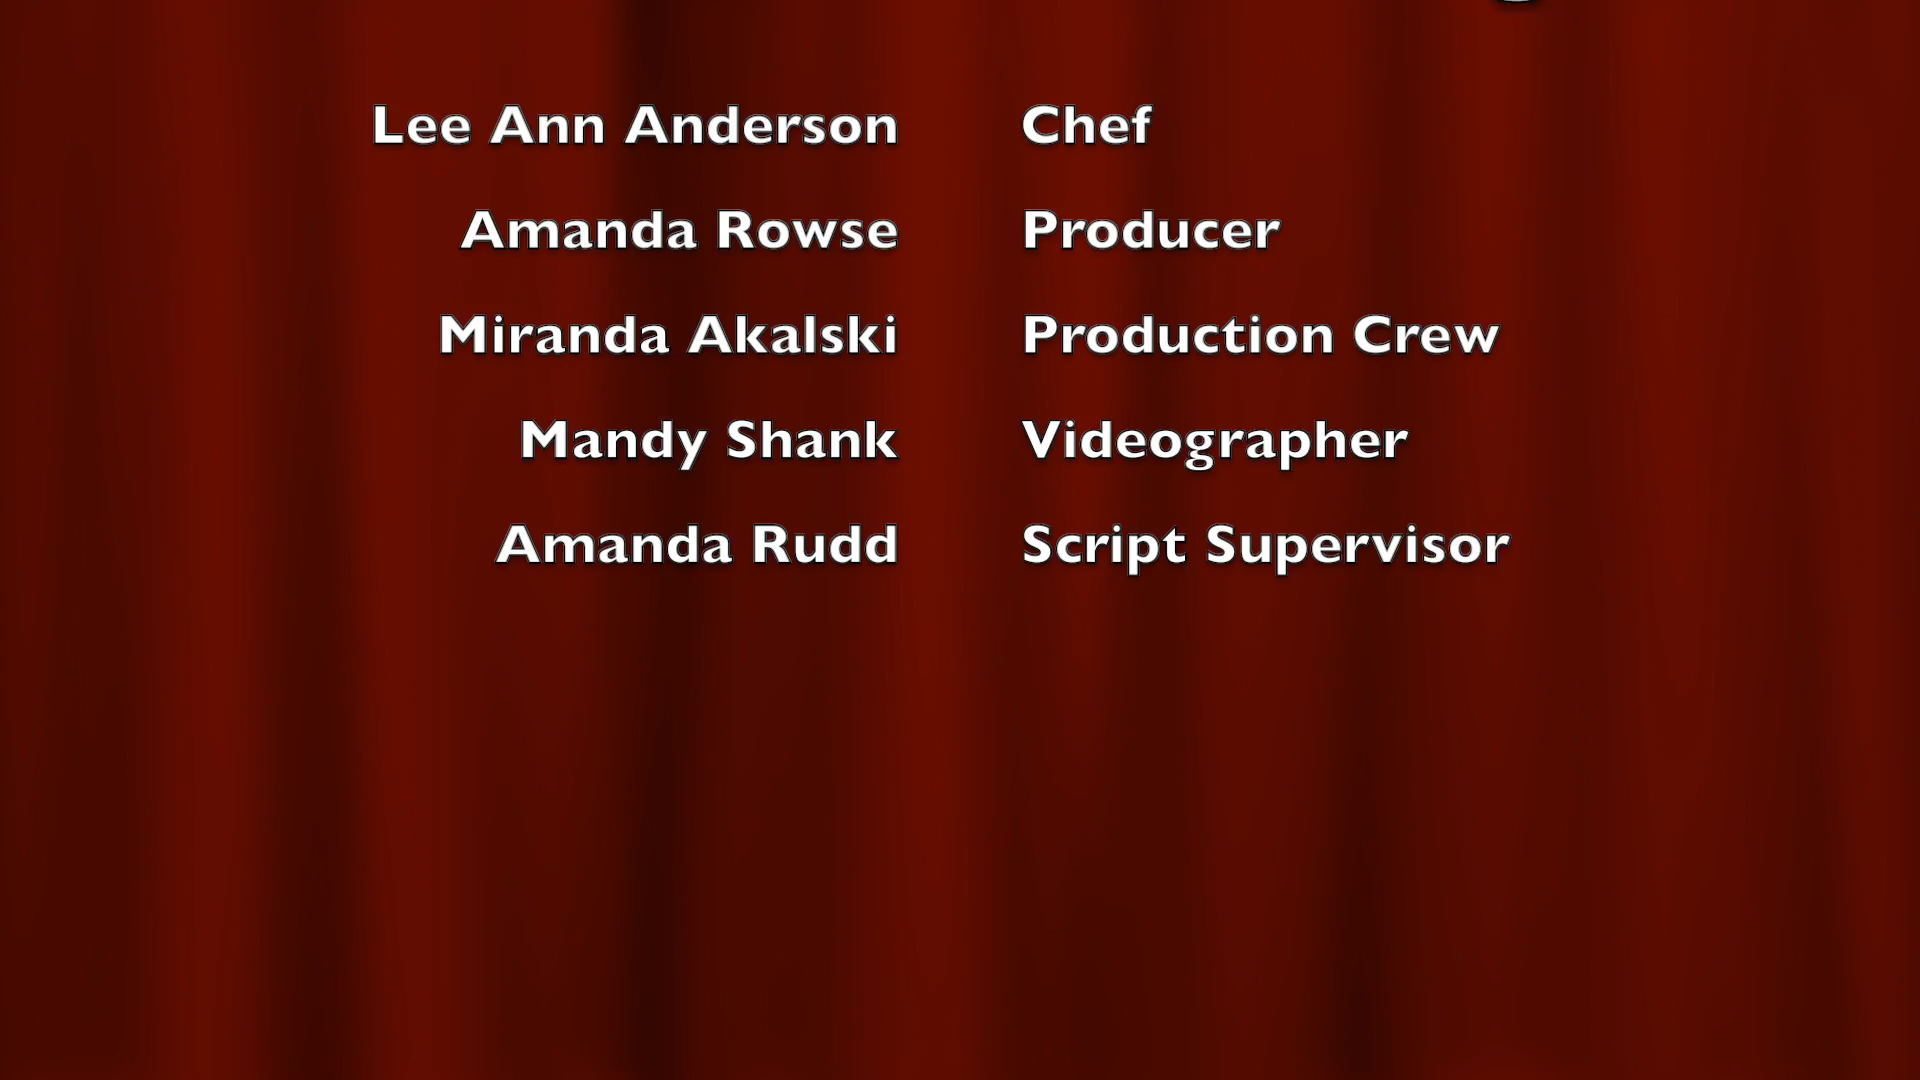 Lee Ann Anderson Chef
Amanda Rowse Producer
Miranda Akalski Production Crew
Mandy Shank Videographer
Amanda Rudd Script Supervisor